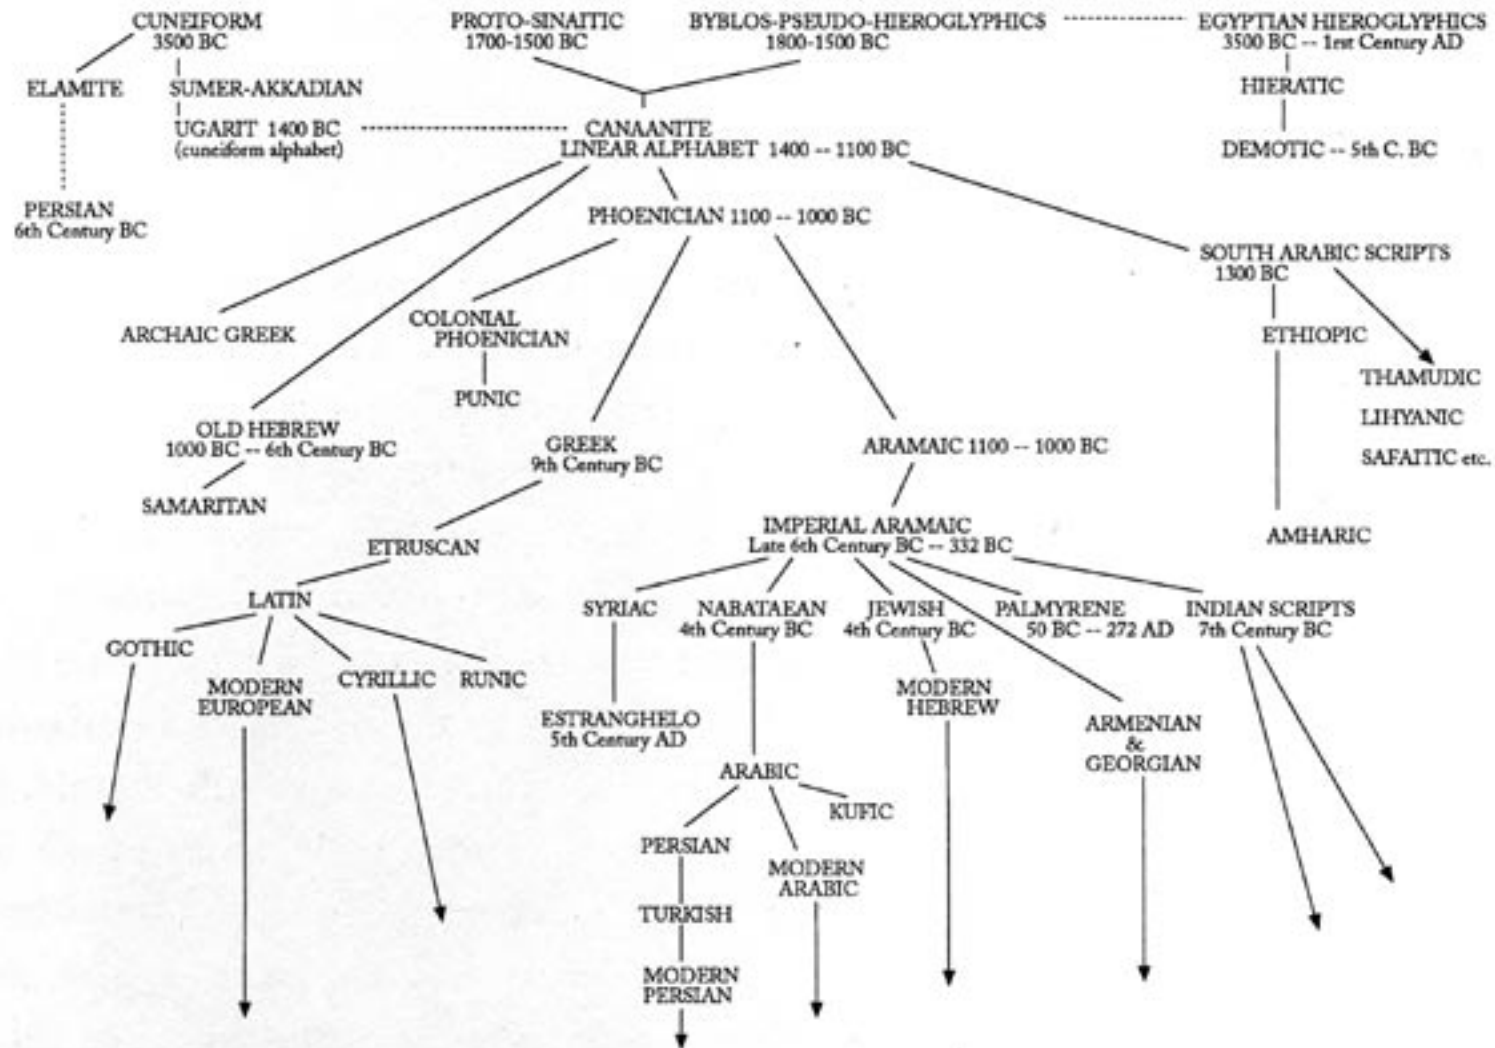 CUNEIFORM
3500 BC
PROTO-SINAITIC
1700-1500 BC
BYBLOS-PSEUDO-HIEROGLYPHICS
1800-1500 BC
EGYPTIAN HIEROGLYPHICS
3500 BC -- 1rst Century AD
ELAMITE
SUMER-AKKADIAN
HIERATIC
UGARIT 1400 BC
(cuneiform alphabet)
CANAANITE
LINEAR ALPHABET 1400 -- 1100 BC
DEMOTIC -- 5th C. BC
PERSIAN
6th Century BC
PHOENICIAN 1100 -- 1000 BC
SOUTH ARABIC SCRIPTS
1300 BC
ARCHAIC GREEK
COLONIAL
PHOENICIAN
ETHIOPIC
PUNIC
THAMUDIC
LIHYANIC
SAFAITIC etc.
OLD HEBREW
1000 BC -- 6th Century BC
GREEK
9th Century BC
ARAMAIC 1100 -- 1000 BC
SAMARITAN
ETRUSCAN
IMPERIAL ARAMAIC
Late 6th Century BC -- 332 BC
AMHARIC
LATIN
SYRIAC
NABATAEAN
4th Century BC
JEWISH
4th Century BC
PALMYRENE
50 BC -- 272 AD
INDIAN SCRIPTS
7th Century BC
GOTHIC
MODERN
EUROPEAN
CYRILLIC
RUNIC
ESTRANGHELO
5th Century AD
MODERN
HEBREW
ARMENIAN
&
GEORGIAN
ARABIC
KUFIC
PERSIAN
MODERN
ARABIC
TURKISH
MODERN
PERSIAN